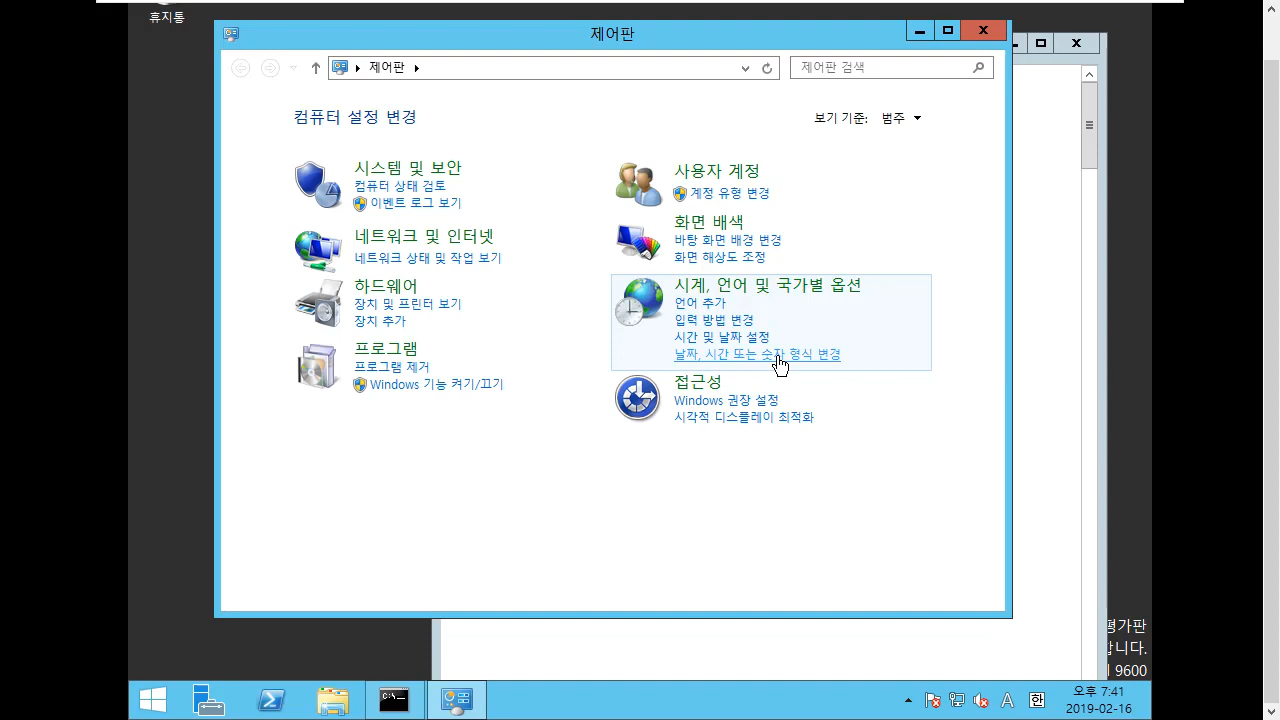 휴지통
제어판
제어판
제어판 검색
컴퓨터 설정 변경
보기 기준: 범주
시스템 및 보안
컴퓨터 상태 검토
이벤트 로그 보기
네트워크 및 인터넷
네트워크 상태 및 작업 보기
하드웨어
장치 및 프린터 보기
장치 추가
프로그램
프로그램 제거
Windows 기능 켜기/끄기
사용자 계정
계정 유형 변경
화면 배색
바탕 화면 배경 변경
화면 해상도 조정
시계, 언어 및 국가별 옵션
언어 추가
입력 방법 변경
시간 및 날짜 설정
날짜, 시간 또는 숫자 형식 변경
접근성
Windows 권장 설정
시각적 디스플레이 최적화
평가판
합니다.
9600
C:\
A 한
오후 7:41
2019-02-16